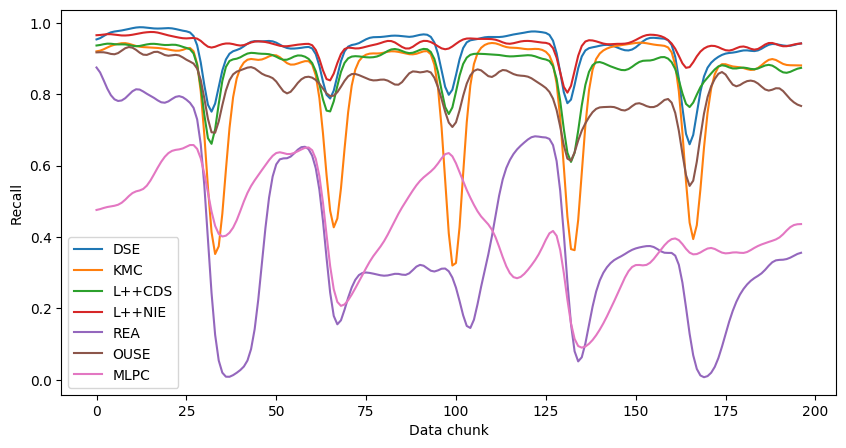 1.0
0.8
0.6
0.4
0.2
0.0
Recall
DSE
KMC
L++CDS
L++NIE
REA
OUSE
MLPC
0 25 50 75 100 125 150 175 200
Data chunk